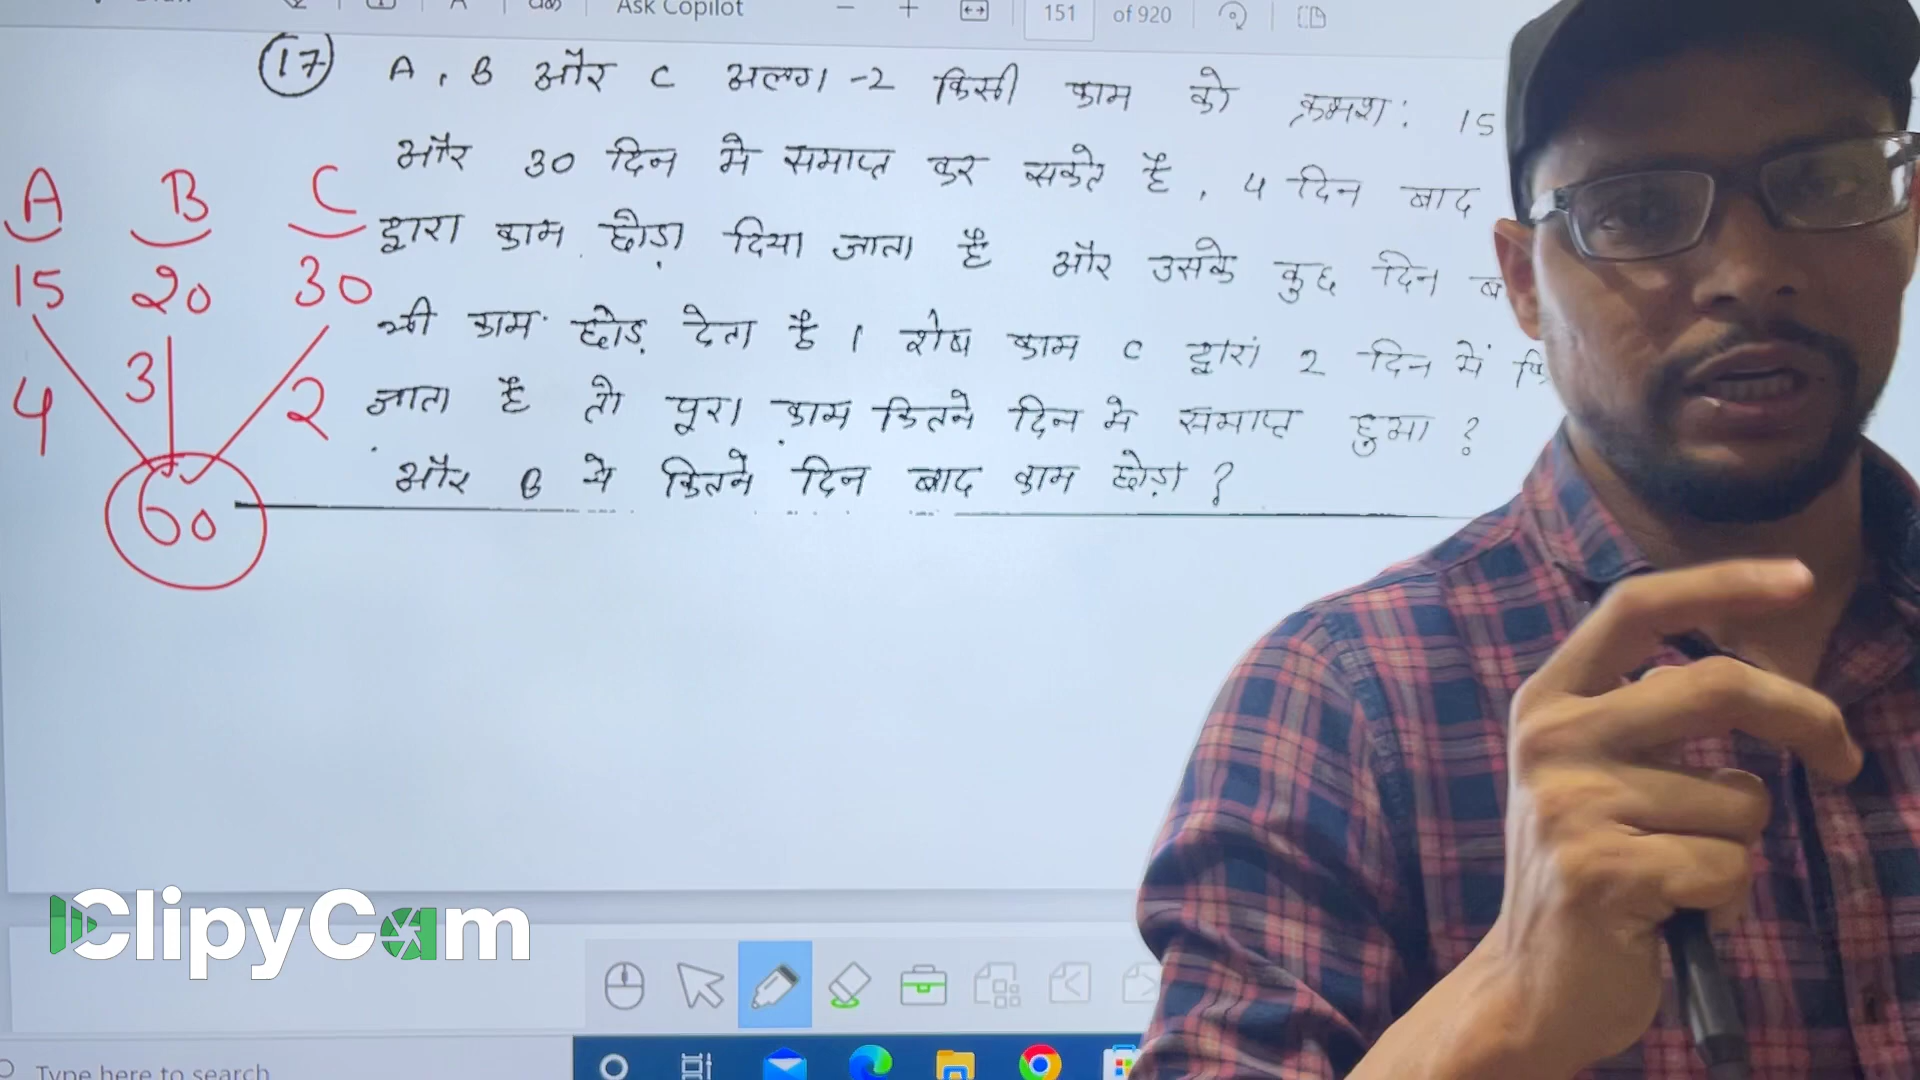 Ask Copilot
151 of 920
17 A, B और C अलग -2 किसी काम को क्रमश: 15
और 30 दिन मे समाप्त कर सकते है, 4 दिन बाद
द्वारा काम छोड़ा दिया जाता है और उसके कुछ दिन
भी काम छोड़ देता है । शेष काम C द्वारा 2 दिन में
जाता है तो पूरा काम कितने दिन मे समाप्त हुआ ?
और B ने कितने दिन बाद काम छोड़ा ?
A B C
15 20 30
4 3 2
60
ClipyCam
Type here to search